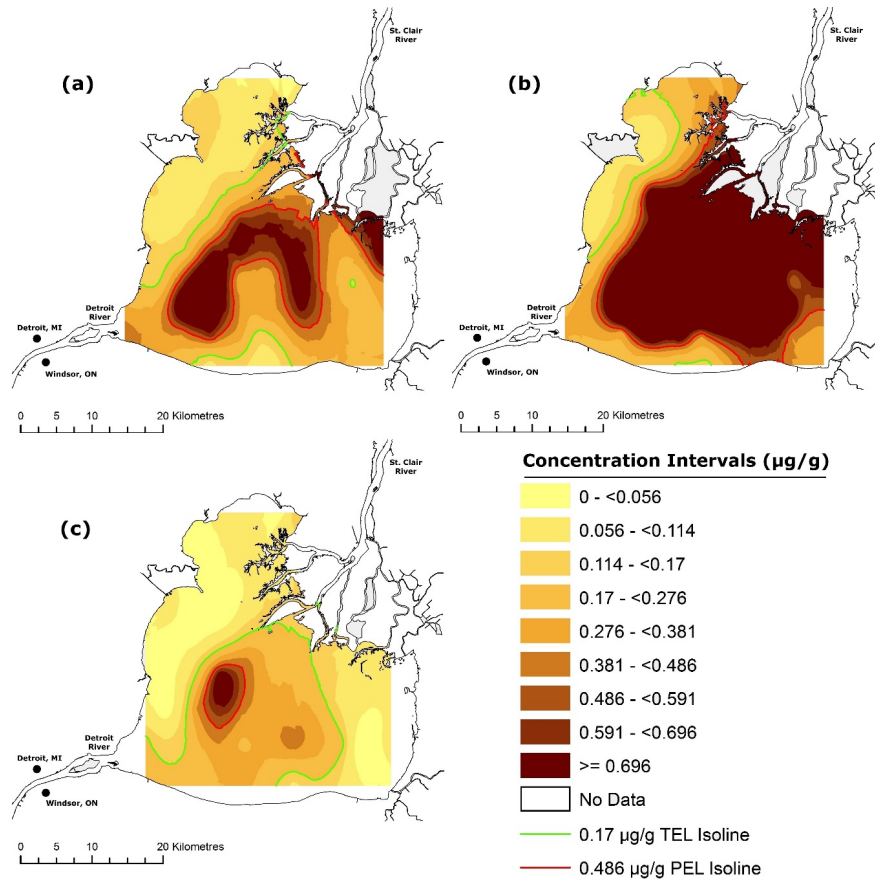 St. Clair
River
(a)
Detroit
River
Detroit, MI
Windsor, ON
0 5 10 20 Kilometres
St. Clair
River
(b)
Detroit
River
Detroit, MI
Windsor, ON
0 5 10 20 Kilometres
St. Clair
River
(c)
Detroit
River
Detroit, MI
Windsor, ON
0 5 10 20 Kilometres
Concentration Intervals (µg/g)
0 - <0.056
0.056 - <0.114
0.114 - <0.17
0.17 - <0.276
0.276 - <0.381
0.381 - <0.486
0.486 - <0.591
0.591 - <0.696
>= 0.696
No Data
0.17 µg/g TEL Isoline
0.486 µg/g PEL Isoline